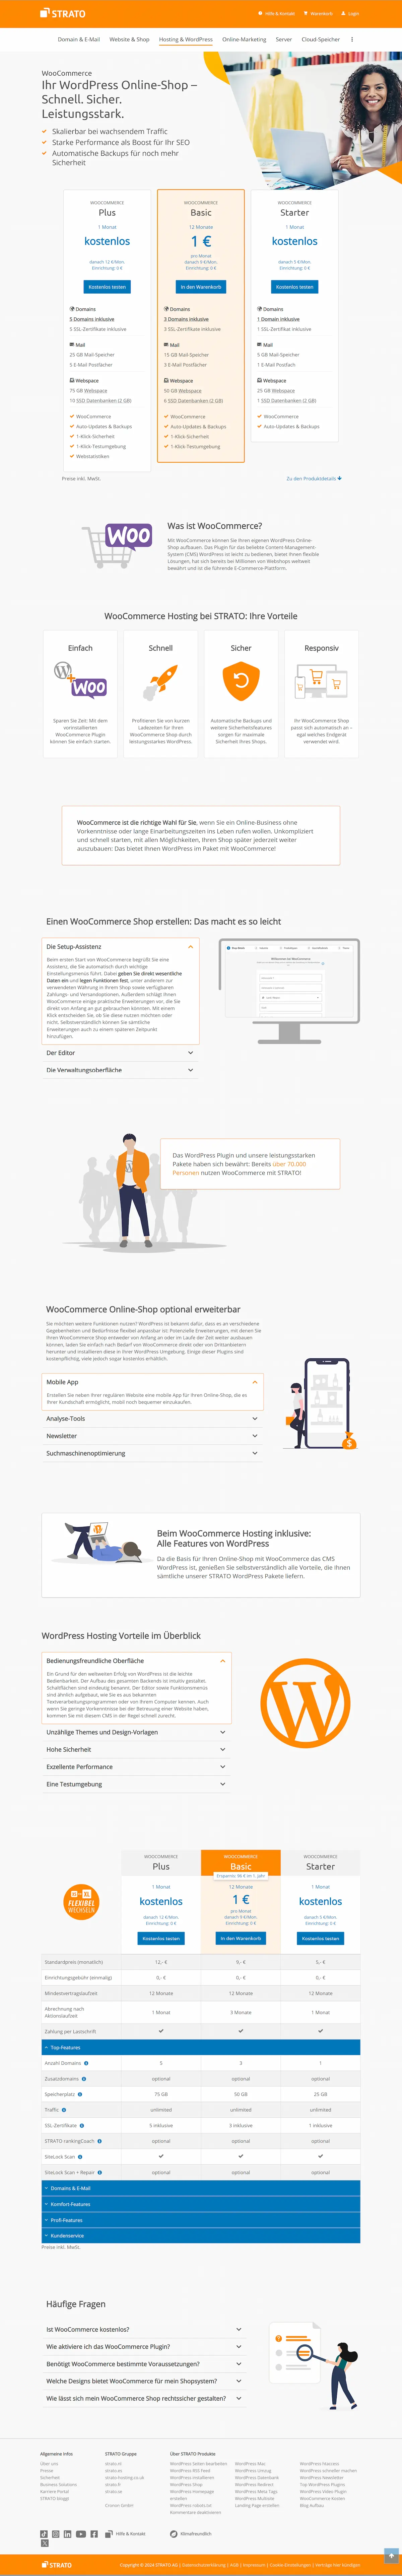 STRATO
Hilfe & Kontakt
Warenkorb
Login
Domain & E-Mail
Website & Shop
Hosting & WordPress
Online-Marketing
Server
Cloud-Speicher
WooCommerce
Ihr WordPress Online-Shop –
Schnell. Sicher.
Leistungsstark.
Skalierbar bei wachsendem Traffic
Starke Performance als Boost für Ihr SEO
Automatische Backups für noch mehr
Sicherheit
WOOCOMMERCE
Plus
1 Monat
kostenlos
danach 12 €/Mon.
Einrichtung: 0 €
Kostenlos testen
Domains
5 Domains inklusive
5 SSL-Zertifikate inklusive
Mail
25 GB Mail-Speicher
5 E-Mail Postfächer
Webspace
75 GB Webspace
10 SSD Datenbanken (2 GB)
WooCommerce
Auto-Updates & Backups
1-Klick-Sicherheit
1-Klick-Testumgebung
Webstatistiken
WOOCOMMERCE
Basic
12 Monate
1 €
pro Monat
danach 9 €/Mon.
Einrichtung: 0 €
In den Warenkorb
Domains
3 Domains inklusive
3 SSL-Zertifikate inklusive
Mail
15 GB Mail-Speicher
3 E-Mail Postfächer
Webspace
50 GB Webspace
6 SSD Datenbanken (2 GB)
WooCommerce
Auto-Updates & Backups
1-Klick-Sicherheit
1-Klick-Testumgebung
WOOCOMMERCE
Starter
1 Monat
kostenlos
danach 5 €/Mon.
Einrichtung: 0 €
Kostenlos testen
Domains
1 Domain inklusive
1 SSL-Zertifikat inklusive
Mail
5 GB Mail-Speicher
1 E-Mail Postfach
Webspace
25 GB Webspace
1 SSD Datenbanken (2 GB)
WooCommerce
Auto-Updates & Backups
Preise inkl. MwSt.
Zu den Produktdetails
WOO
Was ist WooCommerce?
Mit WooCommerce können Sie Ihren eigenen WordPress Online-
Shop aufbauen. Das Plugin für das beliebte Content-Management-
System (CMS) WordPress ist leicht zu bedienen, bietet Ihnen flexible
Lösungen, hat sich bereits bei Millionen von Webshops weltweit
bewährt und ist die führende E-Commerce-Plattform.
WooCommerce Hosting bei STRATO: Ihre Vorteile
Einfach
WOO
Sparen Sie Zeit: Mit dem
vorinstallierten
WooCommerce Plugin
können Sie einfach starten.
Schnell
Profitieren Sie von kurzen
Ladezeiten für Ihren
WooCommerce Shop durch
leistungsstarkes WordPress.
Sicher
Automatische Backups und
weitere Sicherheitsfeatures
sorgen für maximale
Sicherheit Ihres Shops.
Responsiv
Ihr WooCommerce Shop
passt sich automatisch an –
egal welches Endgerät
verwendet wird.
WooCommerce ist die richtige Wahl für Sie, wenn Sie ein Online-Business ohne
Vorkenntnisse oder lange Einarbeitungszeiten ins Leben rufen wollen. Unkompliziert
und schnell starten, mit allen Möglichkeiten, Ihren Shop später jederzeit weiter
auszubauen: Das bietet Ihnen WordPress im Paket mit WooCommerce!
Einen WooCommerce Shop erstellen: Das macht es so leicht
Die Setup-Assistenz
Beim ersten Start von WooCommerce begrüßt Sie eine
Assistenz, die Sie automatisch durch wichtige
Einstellungsmenüs führt. Dabei geben Sie direkt wesentliche
Daten ein und legen Funktionen fest, unter anderem zur
verwendeten Währung in Ihrem Shop sowie verfügbaren
Zahlungs- und Versandoptionen. Außerdem schlägt Ihnen
WooCommerce einige praktische Erweiterungen vor, die Sie
direkt von Anfang an gut gebrauchen könnten. Mit einem
Klick entscheiden Sie, ob Sie diese nutzen möchten oder
nicht. Selbstverständlich können Sie sämtliche
Erweiterungen auch zu einem späteren Zeitpunkt
hinzufügen.
Der Editor
Die Verwaltungsoberfläche
Das WordPress Plugin und unsere leistungsstarken
Pakete haben sich bewährt: Bereits über 70.000
Personen nutzen WooCommerce mit STRATO!
WooCommerce Online-Shop optional erweiterbar
Sie möchten weitere Funktionen nutzen? WordPress ist bekannt dafür, dass es an verschiedene
Gegebenheiten und Bedürfnisse flexibel anpassbar ist: Potenzielle Erweiterungen, mit denen Sie
Ihren WooCommerce Shop entweder von Anfang an oder im Laufe der Zeit weiter ausbauen
können, laden Sie einfach nach Bedarf von WooCommerce direkt oder von Drittanbietern
herunter und installieren diese in Ihrer WordPress Umgebung. Einige dieser Plugins sind
kostenpflichtig, viele jedoch sogar kostenlos erhältlich.
Mobile App
Erstellen Sie neben Ihrer regulären Website eine mobile App für Ihren Online-Shop, die es
Ihrer Kundschaft ermöglicht, mobil noch bequemer einzukaufen.
Analyse-Tools
Newsletter
Suchmaschinenoptimierung
Beim WooCommerce Hosting inklusive:
Alle Features von WordPress
Da die Basis für Ihren Online-Shop mit WooCommerce das CMS
WordPress ist, genießen Sie selbstverständlich alle Vorteile, die Ihnen
sämtliche unserer STRATO WordPress Pakete liefern.
WordPress Hosting Vorteile im Überblick
Bedienungsfreundliche Oberfläche
Ein Grund für den weltweiten Erfolg von WordPress ist die leichte
Bedienbarkeit. Der Aufbau des gesamten Backends ist intuitiv gestaltet,
Schaltflächen sind eindeutig benannt. Der Editor sowie Funktionsmenüs
sind ähnlich aufgebaut, wie Sie es aus bekannten
Textverarbeitungsprogrammen oder von Ihrem Computer kennen. Auch
wenn Sie geringe Vorkenntnisse bei der Betreuung einer Website haben,
kommen Sie mit diesem CMS in der Regel schnell zurecht.
Unzählige Themes und Design-Vorlagen
Hohe Sicherheit
Exzellente Performance
Eine Testumgebung
FLEXIBEL
WECHSELN
WOOCOMMERCE
Plus
1 Monat
kostenlos
danach 12 €/Mon.
Einrichtung: 0 €
Kostenlos testen
WOOCOMMERCE
Basic
Ersparnis: 96 € im 1. Jahr
12 Monate
1 €
pro Monat
danach 9 €/Mon.
Einrichtung: 0 €
In den Warenkorb
WOOCOMMERCE
Starter
1 Monat
kostenlos
danach 5 €/Mon.
Einrichtung: 0 €
Kostenlos testen
Standardpreis (monatlich) 12,- € 9,- € 5,- €
Einrichtungsgebühr (einmalig) 0,- € 0,- € 0,- €
Mindestvertragslaufzeit 12 Monate 12 Monate 12 Monate
Abrechnung nach
Aktionslaufzeit 1 Monat 3 Monate 1 Monat
Zahlung per Lastschrift
Top-Features
Anzahl Domains 5 3 1
Zusatzdomains optional optional optional
Speicherplatz 75 GB 50 GB 25 GB
Traffic unlimited unlimited unlimited
SSL-Zertifikate 5 inklusive 3 inklusive 1 inklusive
STRATO rankingCoach optional optional optional
SiteLock Scan
SiteLock Scan + Repair optional optional optional
Domains & E-Mail
Komfort-Features
Profi-Features
Kundenservice
Preise inkl. MwSt.
Häufige Fragen
Ist WooCommerce kostenlos?
Wie aktiviere ich das WooCommerce Plugin?
Benötigt WooCommerce bestimmte Voraussetzungen?
Welche Designs bietet WooCommerce für mein Shopsystem?
Wie lässt sich mein WooCommerce Shop rechtssicher gestalten?
Allgemeine Infos
Über uns
Presse
Sicherheit
Business Solutions
Karriere-Portal
STRATO blogs
STRATO Gruppe
strato.nl
strato.es
strato-hosting.co.uk
strato.fr
strato.se
Cronon GmbH
Über STRATO Produkte
WordPress Seiten bearbeiten
WordPress RSS Feed
WordPress installieren
WordPress Shop
WordPress Homepage
erstellen
WordPress robots.txt
Kommentare deaktivieren
WordPress Mac
WordPress Umzug
WordPress Datenbank
WordPress Redirect
WordPress Meta Tags
WordPress Multisite
Landing Page erstellen
WordPress htaccess
WordPress schneller machen
WordPress Newsletter
Top WordPress Plugins
WordPress Video Plugin
WooCommerce Kosten
Blog Aufbau
Hilfe & Kontakt
Klimafreundlich
STRATO
Copyright © 2024 STRATO AG | Datenschutzerklärung | AGB | Impressum | Cookie-Einstellungen | Verträge hier kündigen